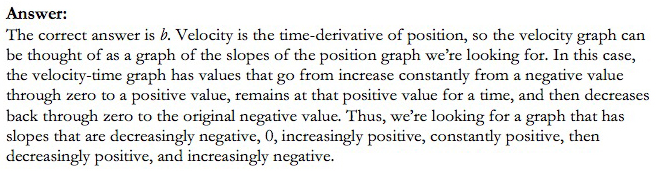 Answer:
The correct answer is b. Velocity is the time-derivative of position, so the velocity graph can
be thought of as a graph of the slopes of the position graph we’re looking for. In this case,
the velocity-time graph has values that go from increase constantly from a negative value
through zero to a positive value, remains at that positive value for a time, and then decreases
back through zero to the original negative value. Thus, we’re looking for a graph that has
slopes that are decreasingly negative, 0, increasingly positive, constantly positive, then
decreasingly positive, and increasingly negative.